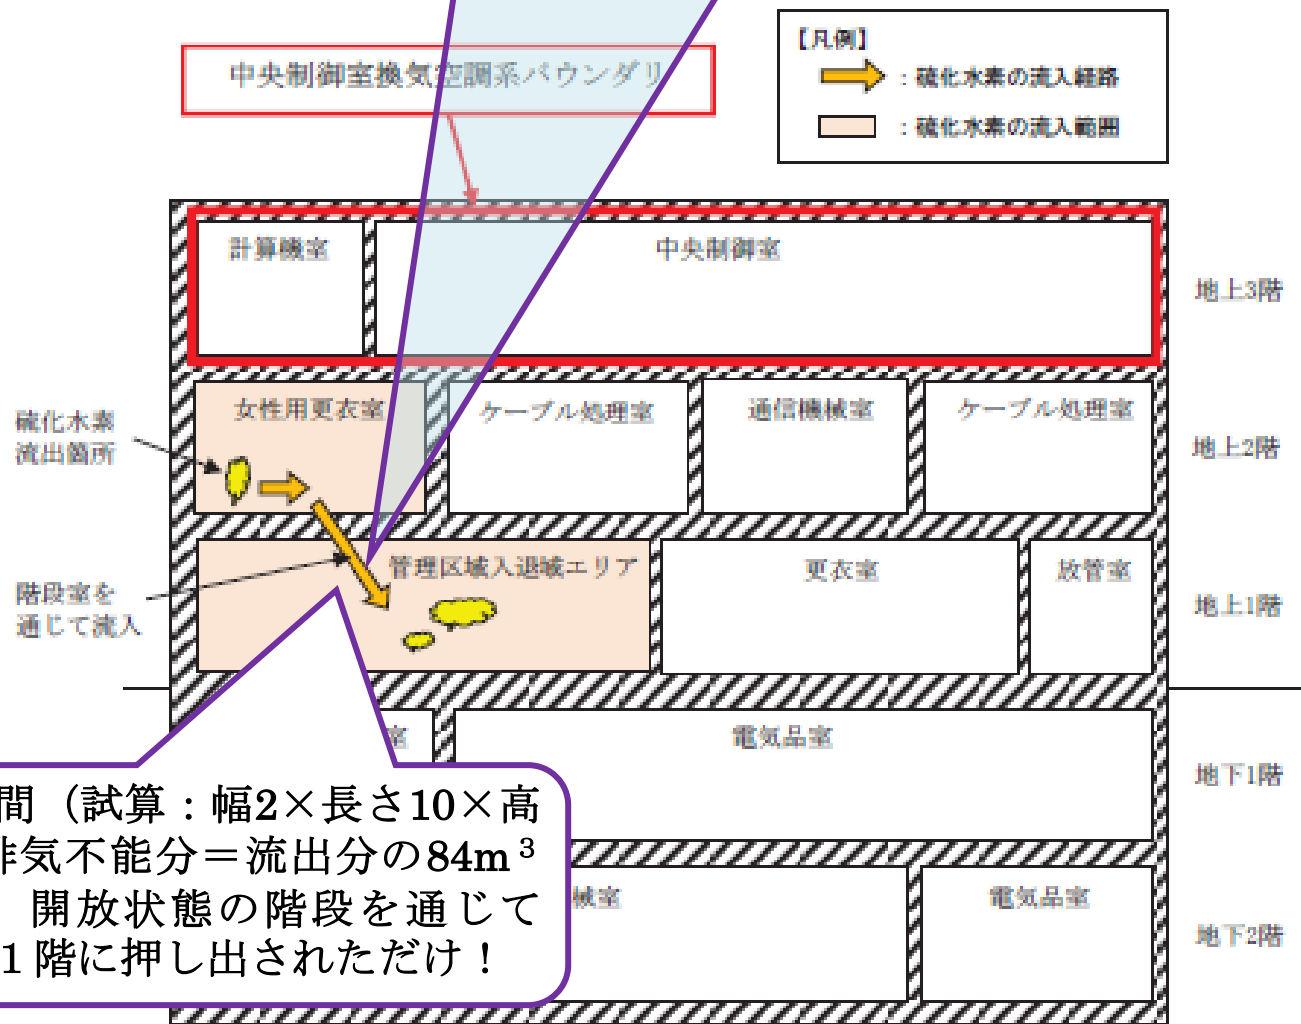 中央制御室換気空調系バウンダリ
【凡例】
：硫化水素の流入経路
：硫化水素の流入範囲
計算機室
中央制御室
地上3階
女性用更衣室
ケーブル処理室
通信機械室
ケーブル処理室
地上2階
硫化水素
流出箇所
管理区域入退域エリア
更衣室
放管室
地上1階
階段室を
通じて流入
室
電気品室
地下1階
間（試算：幅2×長さ10×高
排気不能分＝流出分の84m³
開放状態の階段を通じて
１階に押し出されただけ！
械室
電気品室
地下2階